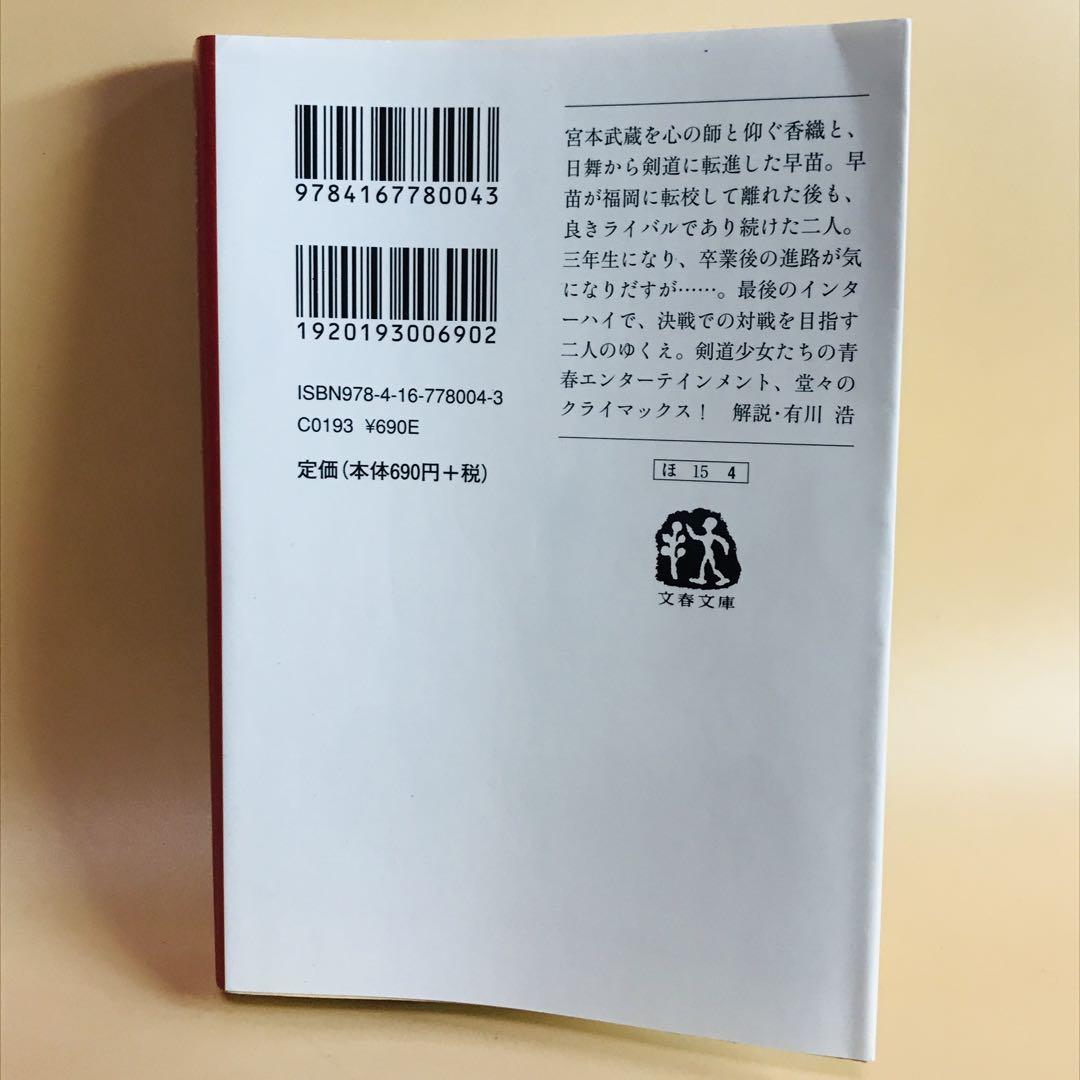 9784167780043
1920193006902
ISBN978-4-16-778004-3
C0193 ¥690E
定価(本体690円+税)
宮本武蔵を心の師と仰ぐ香織と、
日舞から剣道に転進した早苗。早
苗が福岡に転校して離れた後も、
良きライバルであり続けた二人。
三年生になり、卒業後の進路が気
になりだすが……。最後のインタ
ーハイで、決戦での対戦を目指す
二人のゆくえ。剣道少女たちの青
春エンターテインメント、堂々の
クライマックス! 解説・有川 浩
ほ 15 4
文春文庫